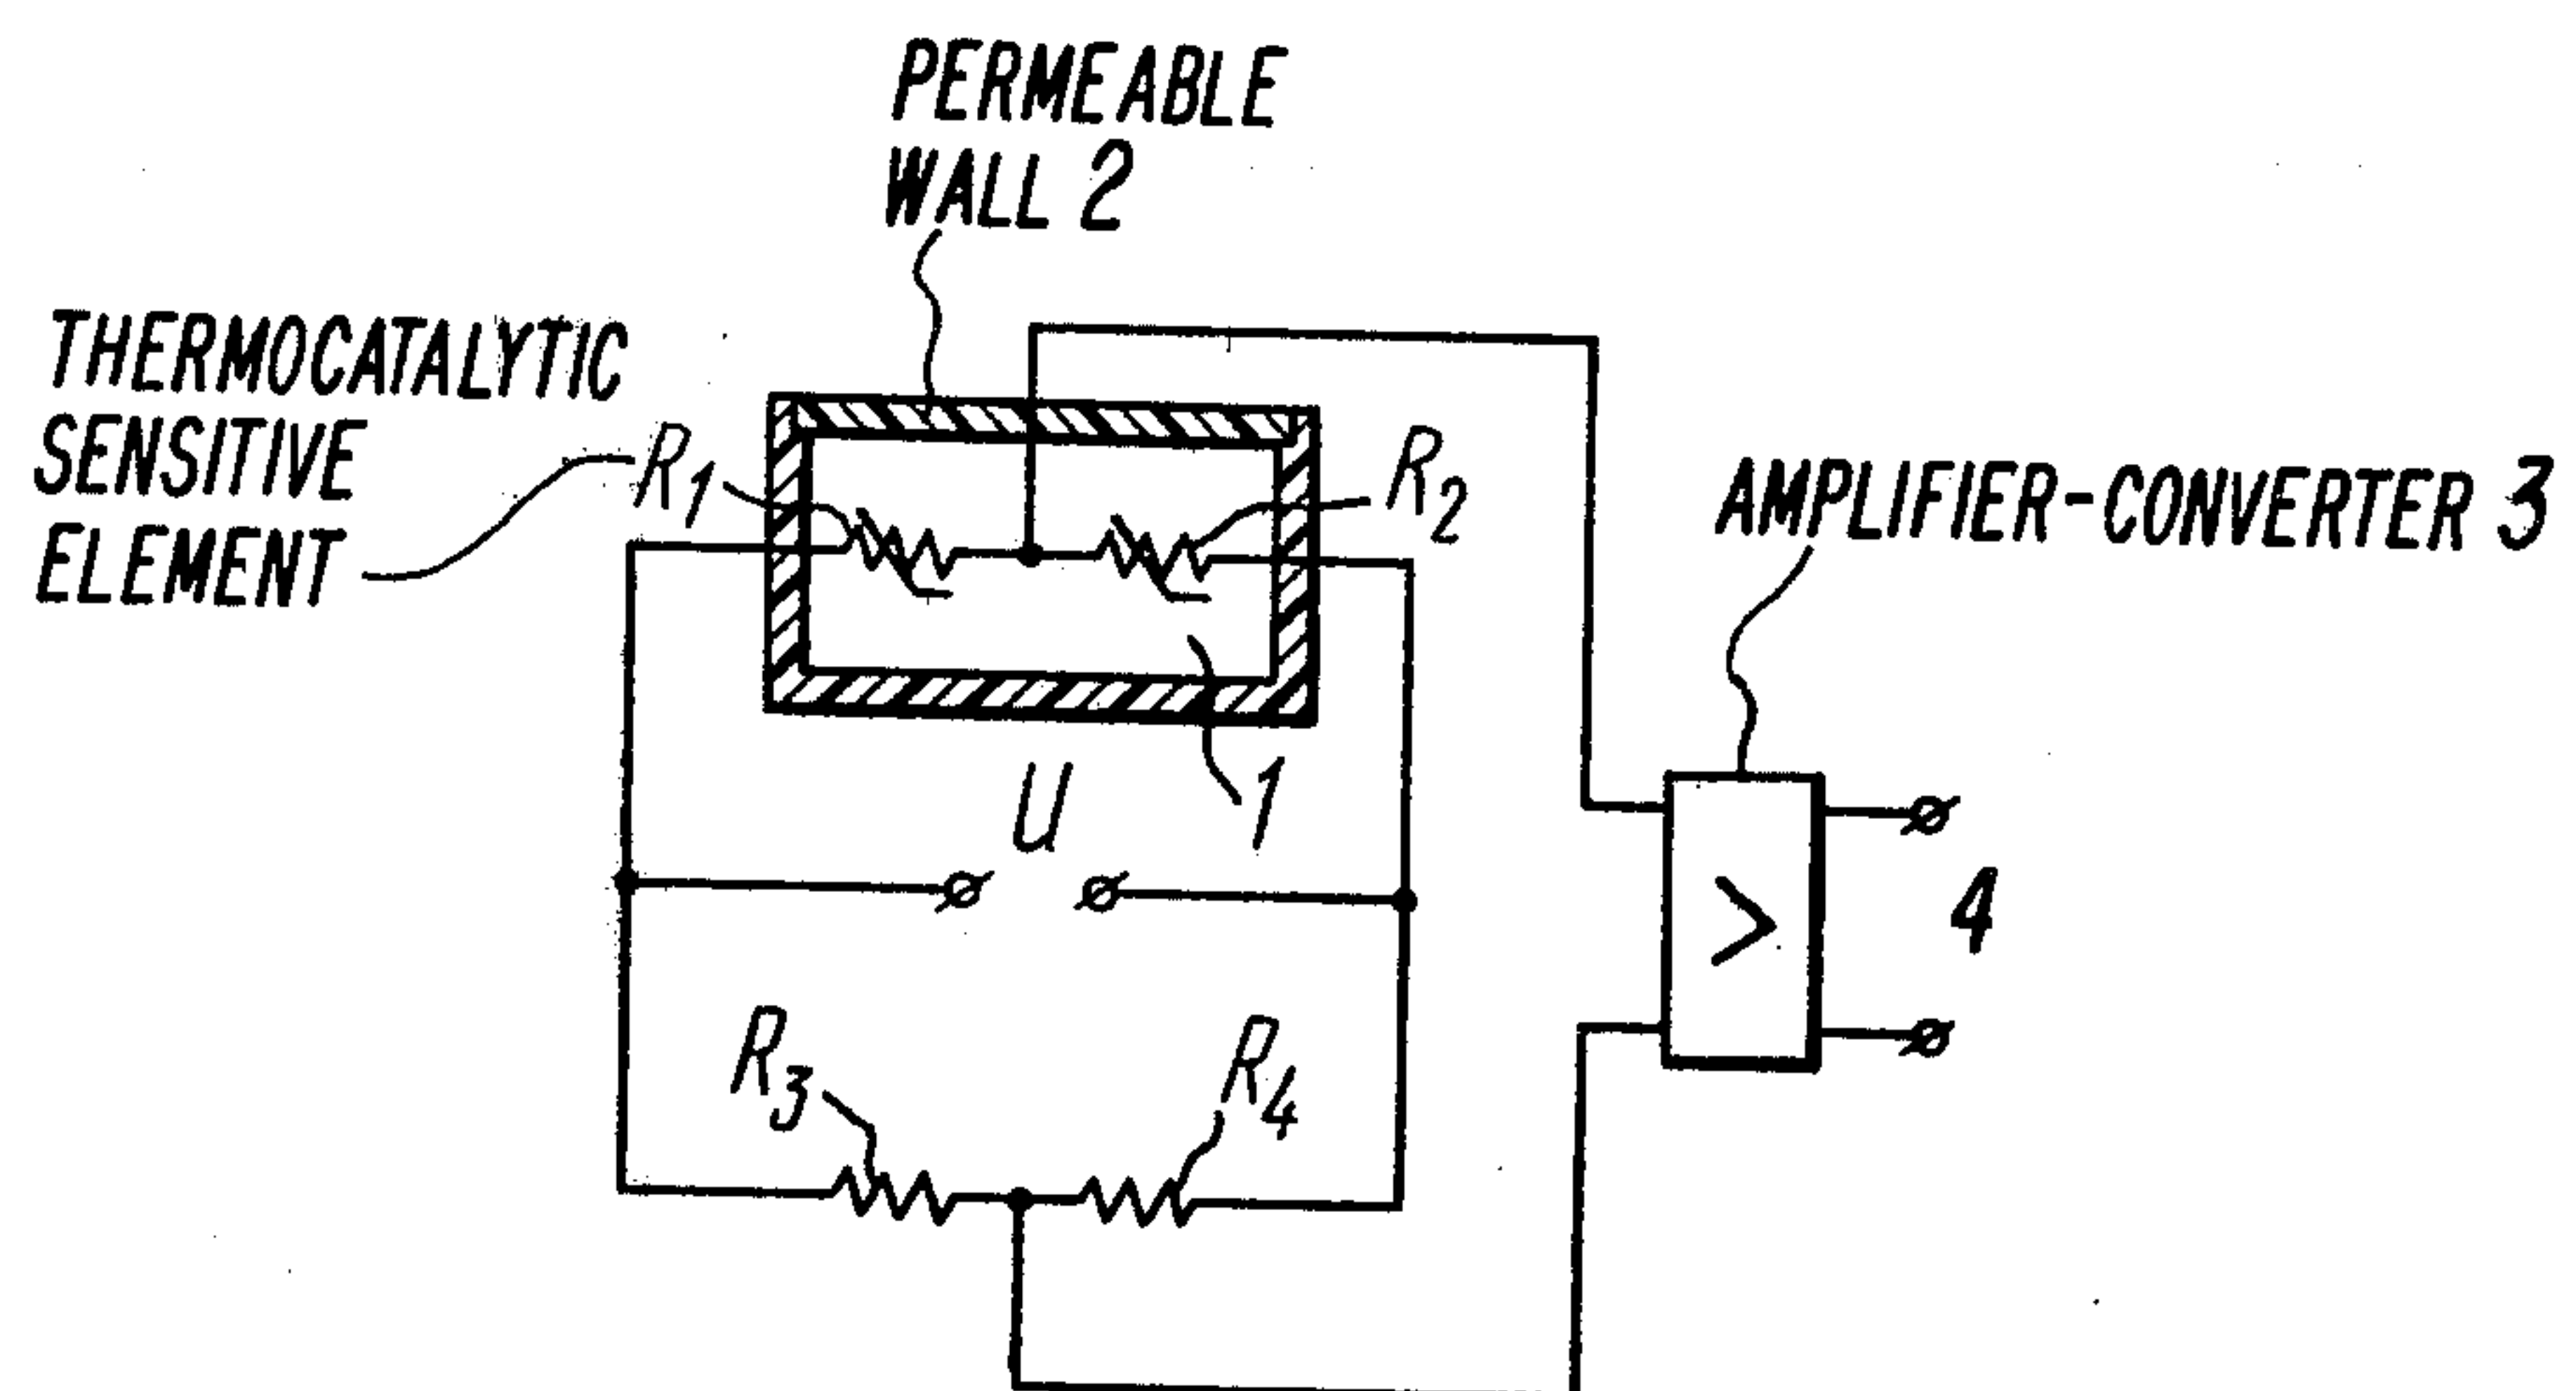 PERMEABLE
WALL 2
THERMOCATALYTIC
SENSITIVE
ELEMENT
R1
R2
AMPLIFIER-CONVERTER 3
1
U
>
4
R3
R4